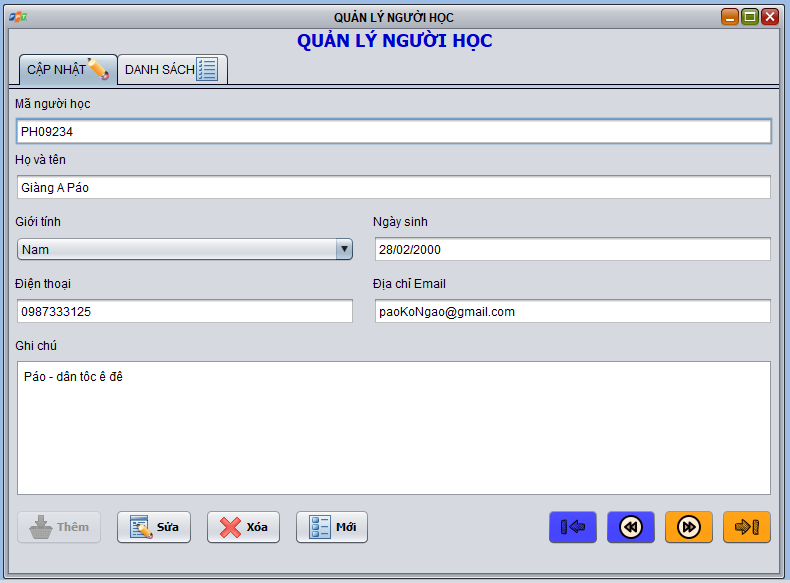 QUẢN LÝ NGƯỜI HỌC
QUẢN LÝ NGƯỜI HỌC
CẬP NHẬT DANH SÁCH
Mã người học
PH09234
Họ và tên
Giàng A Páo
Giới tính Ngày sinh
Nam 28/02/2000
Điện thoại Địa chỉ Email
0987333125 paoKoNgao@gmail.com
Ghi chú
Páo - dân tôc ê đê
Thêm Sửa Xóa Mới